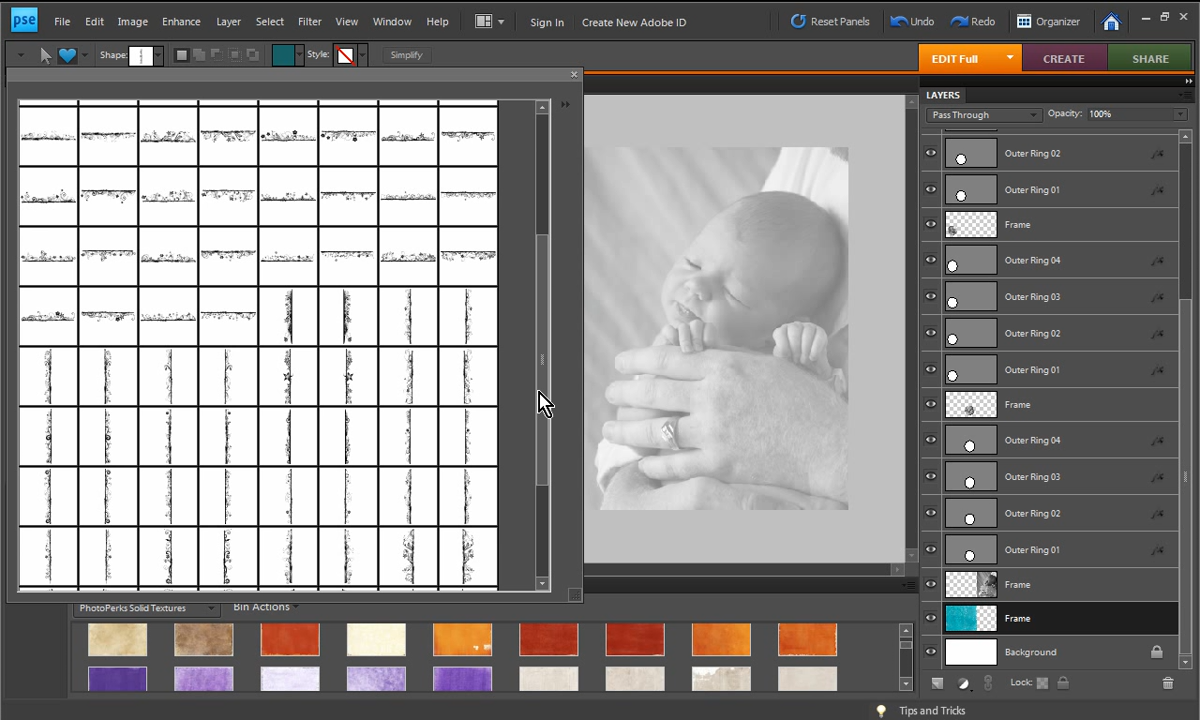 pse File Edit Image Enhance Layer Select Filter View Window Help Sign In Create New Adobe ID Reset Panels Undo Redo Organizer
Shape: Style: Simplify EDIT Full CREATE SHARE
LAYERS
Pass Through Opacity: 100%
Outer Ring 02
Outer Ring 01
Frame
Outer Ring 04
Outer Ring 03
Outer Ring 02
Outer Ring 01
Frame
Outer Ring 04
Outer Ring 03
Outer Ring 02
Outer Ring 01
Frame
Frame
Background
PhotoPerks Solid Textures Bin Actions
Lock:
Tips and Tricks